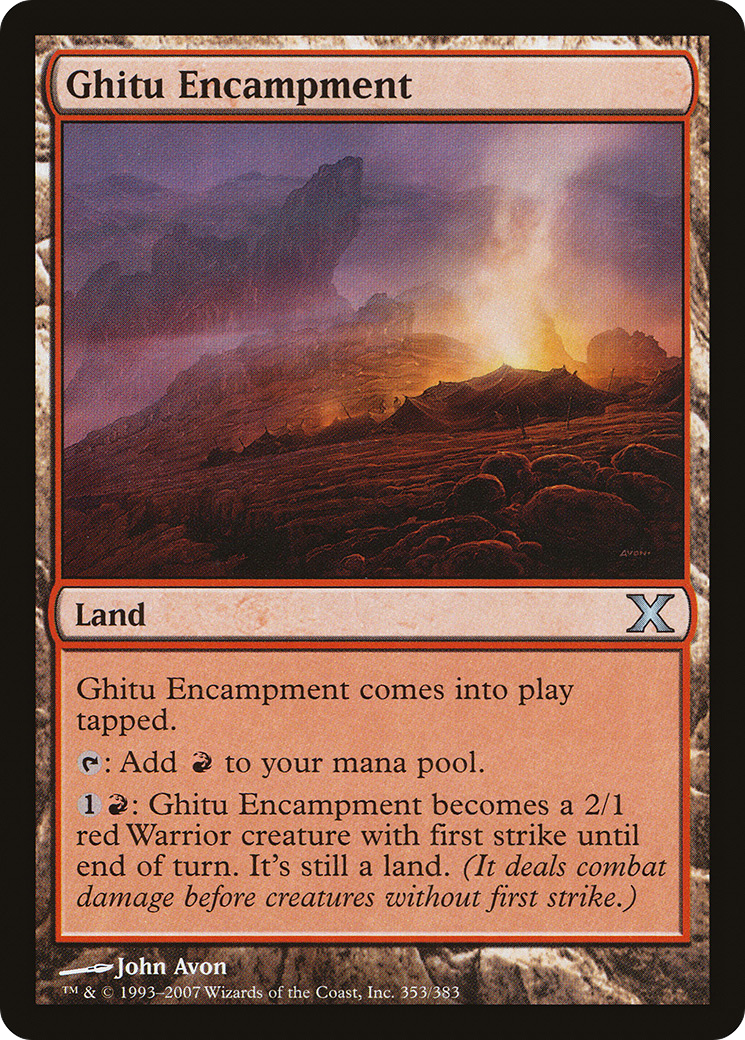 Ghitu Encampment
AVON
Land
X
Ghitu Encampment comes into play
tapped.
: Add to your mana pool.
1 : Ghitu Encampment becomes a 2/1
red Warrior creature with first strike until
end of turn. It's still a land. (It deals combat
damage before creatures without first strike.)
John Avon
™ & © 1993–2007 Wizards of the Coast, Inc. 353/383